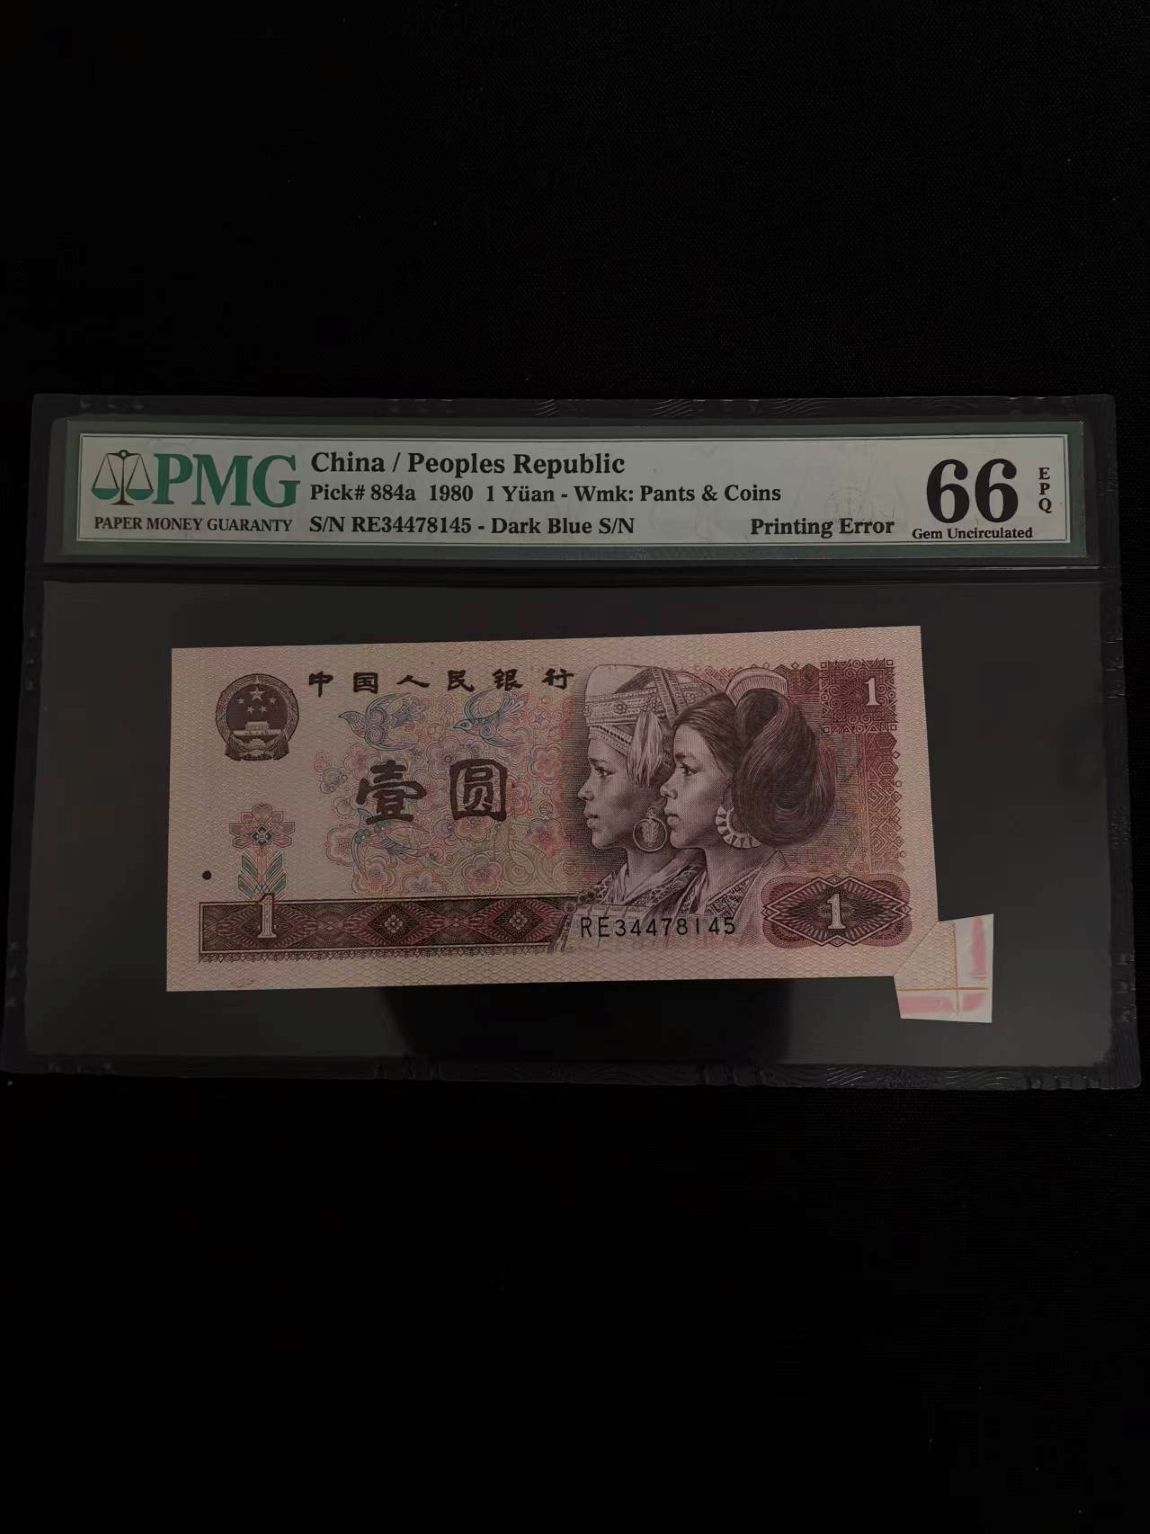 PMG
PAPER MONEY GUARANTY
China / Peoples Republic
Pick# 884a 1980 1 Yüan - Wmk: Pants & Coins
S/N RE34478145 - Dark Blue S/N
Printing Error
66
EPQ
Gem Uncirculated
中国人民银行
1
壹圆
1
RE34478145
1